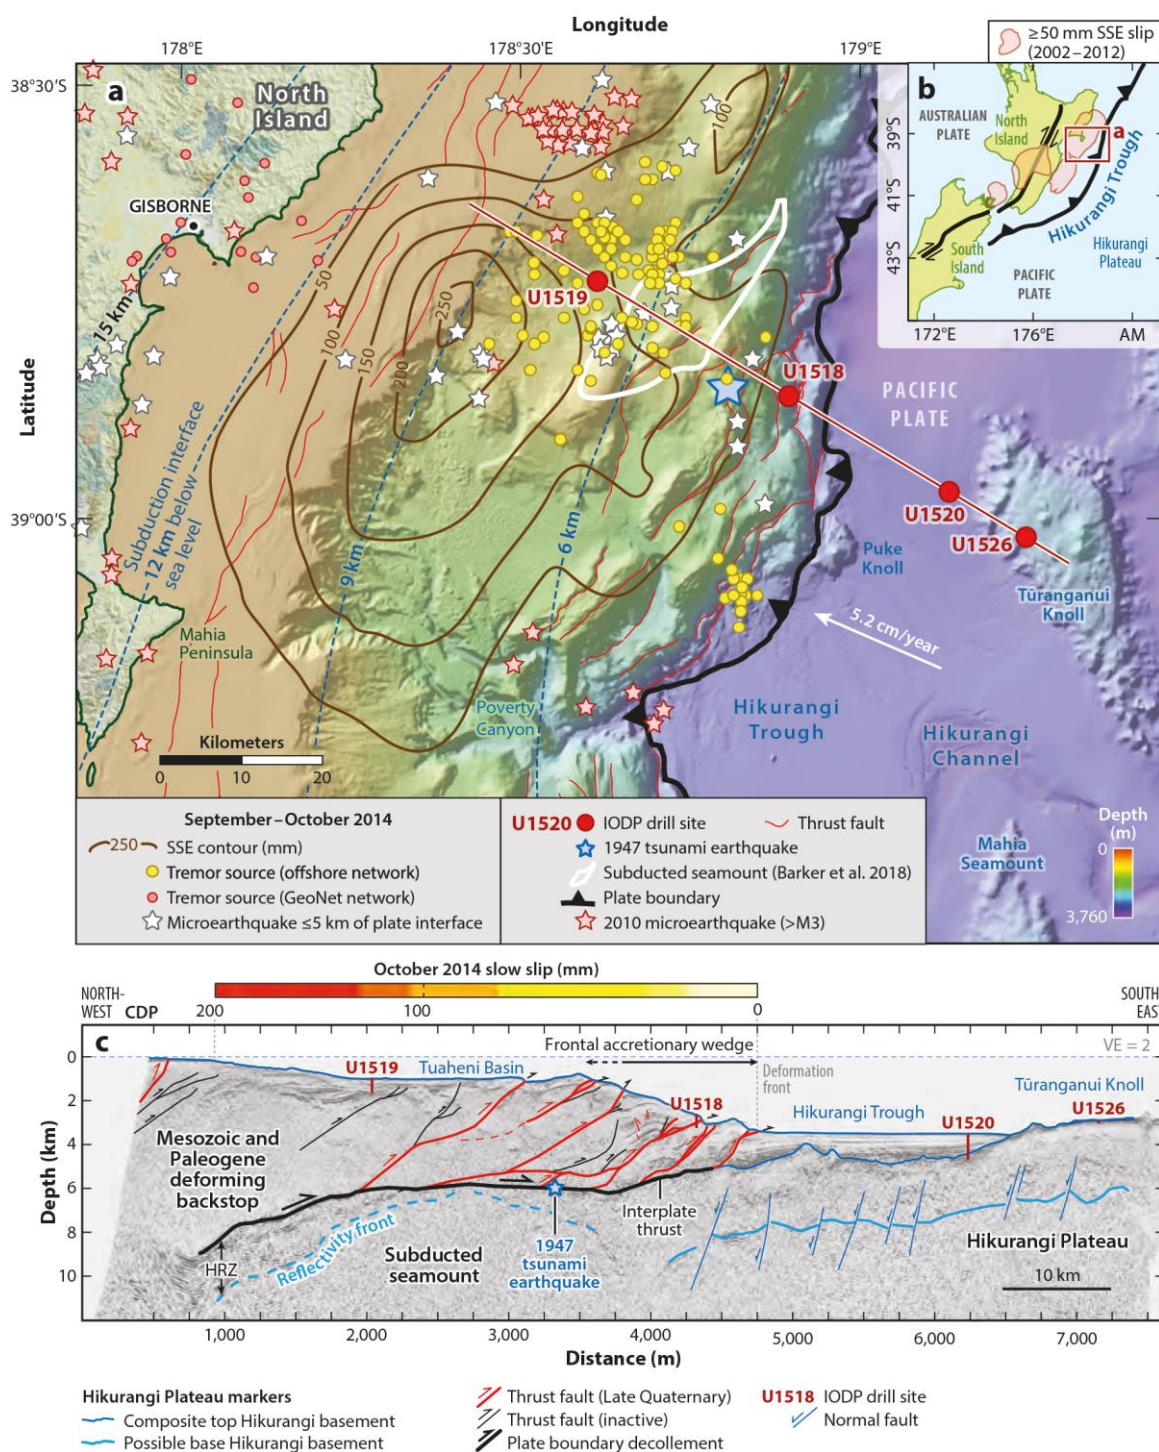 Longitude
178°E
178°30′E
179°E
≥50 mm SSE slip
(2002–2012)
38°30′S
a
North
Island
100
b
AUSTRALIAN
PLATE
North
Island
a
39°S
41°S
43°S
Hikurangi Trough
South
Island
Hikurangi
Plateau
PACIFIC
PLATE
172°E
176°E
AM
GISBORNE
50
100
150
200
250
15 km
U1519
U1518
PACIFIC
PLATE
Latitude
Subduction interface
12 km below
sea level
9 km
6 km
39°00′S
U1520
U1526
Puke
Knoll
Tūranganui
Knoll
5.2 cm/year
Mahia
Peninsula
Poverty
Canyon
Hikurangi
Trough
Hikurangi
Channel
Kilometers
0
10
20
Mahia
Seamount
Depth
(m)
0
3,760
September–October 2014
250
SSE contour (mm)
Tremor source (offshore network)
Tremor source (GeoNet network)
Microearthquake ≤5 km of plate interface
U1520
IODP drill site
Thrust fault
1947 tsunami earthquake
Subducted seamount (Barker et al. 2018)
Plate boundary
2010 microearthquake (>M3)
October 2014 slow slip (mm)
NORTH-
WEST
CDP
200
100
0
SOUTH-
EAST
c
Frontal accretionary wedge
VE = 2
Deformation
front
U1519
Tuaheni Basin
U1518
Hikurangi Trough
U1520
Tūranganui Knoll
U1526
Depth (km)
0
2
4
6
8
10
Mesozoic and
Paleogene
deforming
backstop
HRZ
Reflectivity front
Subducted
seamount
1947
tsunami
earthquake
Interplate
thrust
Hikurangi Plateau
10 km
1,000
2,000
3,000
4,000
5,000
6,000
7,000
Distance (m)
Hikurangi Plateau markers
Composite top Hikurangi basement
Possible base Hikurangi basement
Thrust fault (Late Quaternary)
Thrust fault (inactive)
Plate boundary decollement
U1518
IODP drill site
Normal fault